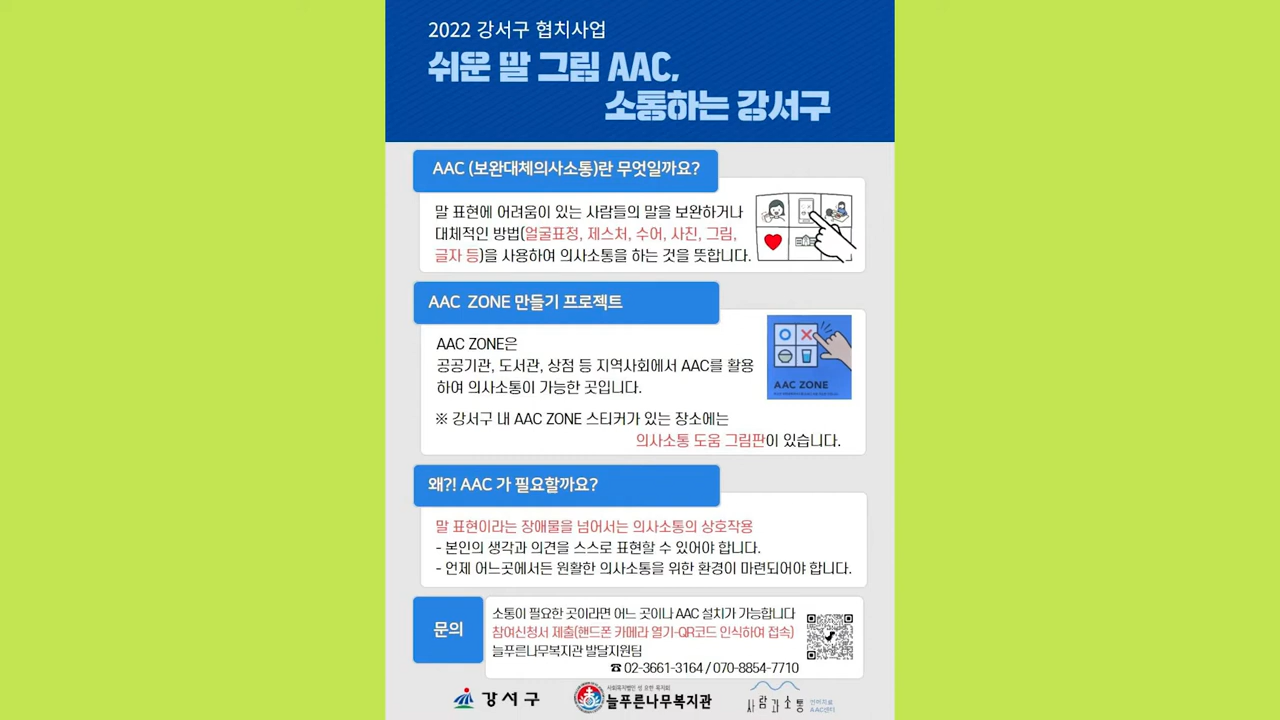 2022 강서구 협치사업
쉬운 말 그림 AAC,
소통하는 강서구
AAC (보완대체의사소통)란 무엇일까요?
말 표현에 어려움이 있는 사람들의 말을 보완하거나
대체적인 방법(얼굴표정, 제스처, 수어, 사진, 그림,
글자 등)을 사용하여 의사소통을 하는 것을 뜻합니다.
AAC ZONE 만들기 프로젝트
AAC ZONE은
공공기관, 도서관, 상점 등 지역사회에서 AAC를 활용
하여 의사소통이 가능한 곳입니다.
AAC ZONE
※ 강서구 내 AAC ZONE 스티커가 있는 장소에는
의사소통 도움 그림판이 있습니다.
왜?! AAC 가 필요할까요?
말 표현이라는 장애물을 넘어서는 의사소통의 상호작용
- 본인의 생각과 의견을 스스로 표현할 수 있어야 합니다.
- 언제 어느곳에서든 원활한 의사소통을 위한 환경이 마련되어야 합니다.
문의
소통이 필요한 곳이라면 어느 곳이나 AAC 설치가 가능합니다
참여신청서 제출(핸드폰 카메라 열기-QR코드 인식하여 접속)
늘푸른나무복지관 발달지원팀
☎ 02-3661-3164 / 070-8854-7710
강서구
늘푸른나무복지관
사람과소통
언어치료
AAC센터